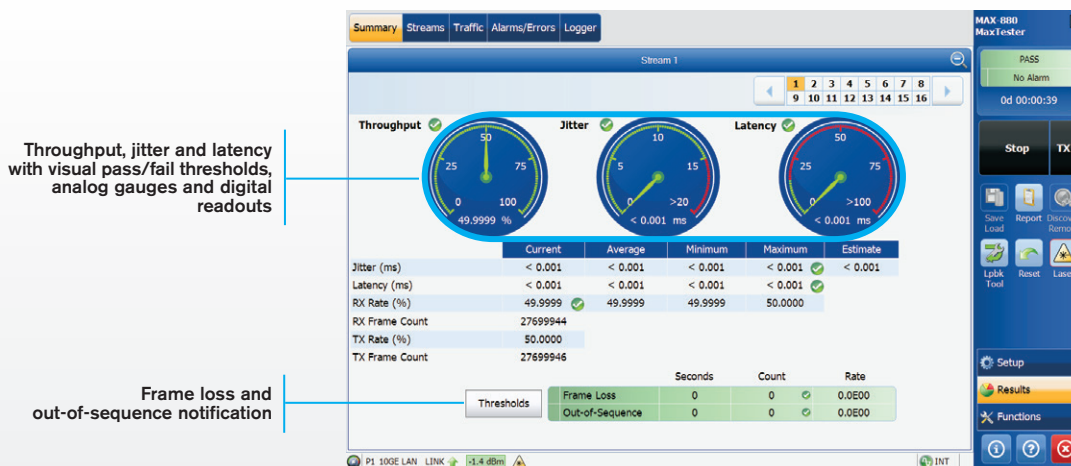 Throughput, jitter and latency
with visual pass/fail thresholds,
analog gauges and digital
readouts
Frame loss and
out-of-sequence notification
Summary Streams Traffic Alarms/Errors Logger
Stream 1
1 2 3 4 5 6 7 8
9 10 11 12 13 14 15 16
Throughput Jitter Latency
50 10 50
25 75 5 15 25 75
0 100 0 >20 0 >100
49.9999 % < 0.001 ms < 0.001 ms
Current Average Minimum Maximum Estimate
Jitter (ms) < 0.001 < 0.001 < 0.001 < 0.001 < 0.001
Latency (ms) < 0.001 < 0.001 < 0.001 < 0.001
RX Rate (%) 49.9999 49.9999 49.9999 50.0000
RX Frame Count 27699944
TX Rate (%) 50.0000
TX Frame Count 27699946
Seconds Count Rate
Thresholds
Frame Loss 0 0 0.0E00
Out-of-Sequence 0 0 0.0E00
P1 10GE LAN LINK -1.4 dBm INT
MAX-880
MaxTester
PASS
No Alarm
0d 00:00:39
Stop TX
Save
Load
Report
Discov
Remo
Lpbk
Tool
Reset
Lase
Setup
Results
Functions